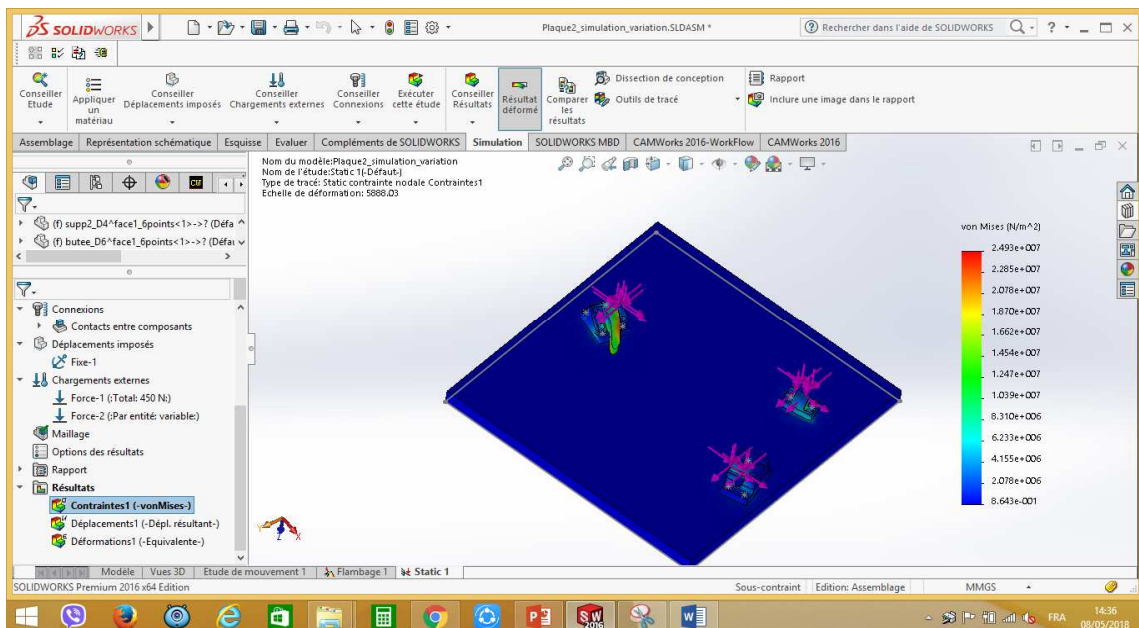 SOLIDWORKS
Plaque2_simulation_variation.SLDASM *
Rechercher dans l'aide de SOLIDWORKS
Conseiller Etude
Appliquer un matériau
Conseiller Déplacements imposés
Conseiller Chargements externes
Conseiller Connexions
Exécuter cette étude
Conseiller Résultats
Résultat déformé
Comparer les résultats
Dissection de conception
Outils de tracé
Rapport
Inclure une image dans le rapport
Assemblage
Représentation schématique
Esquisse
Evaluer
Compléments de SOLIDWORKS
Simulation
SOLIDWORKS MBD
CAMWorks 2016-WorkFlow
CAMWorks 2016
Nom du modèle:Plaque2_simulation_variation
Nom de l'étude:Static 1(-Défaut-)
Type de tracé: Static contrainte nodale Contraintes1
Echelle de déformation: 5888.03
(f) supp2_D4^face1_6points<1>->? (Défa
(f) butee_D6^face1_6points<1>->? (Défau
Connexions
Contacts entre composants
Déplacements imposés
Fixe-1
Chargements externes
Force-1 (:Total: 450 N:)
Force-2 (:Par entité: variable:)
Maillage
Options des résultats
Rapport
Résultats
Contraintes1 (-vonMises-)
Déplacements1 (-Dépl. résultant-)
Déformations1 (-Equivalente-)
von Mises (N/m^2)
2.493e+007
2.285e+007
2.078e+007
1.870e+007
1.662e+007
1.454e+007
1.247e+007
1.039e+007
8.310e+006
6.233e+006
4.155e+006
2.078e+006
8.643e-001
Modèle
Vues 3D
Etude de mouvement 1
Flambage 1
Static 1
SOLIDWORKS Premium 2016 x64 Edition
Sous-contraint
Edition: Assemblage
MMGS
FRA
14:36
08/05/2018